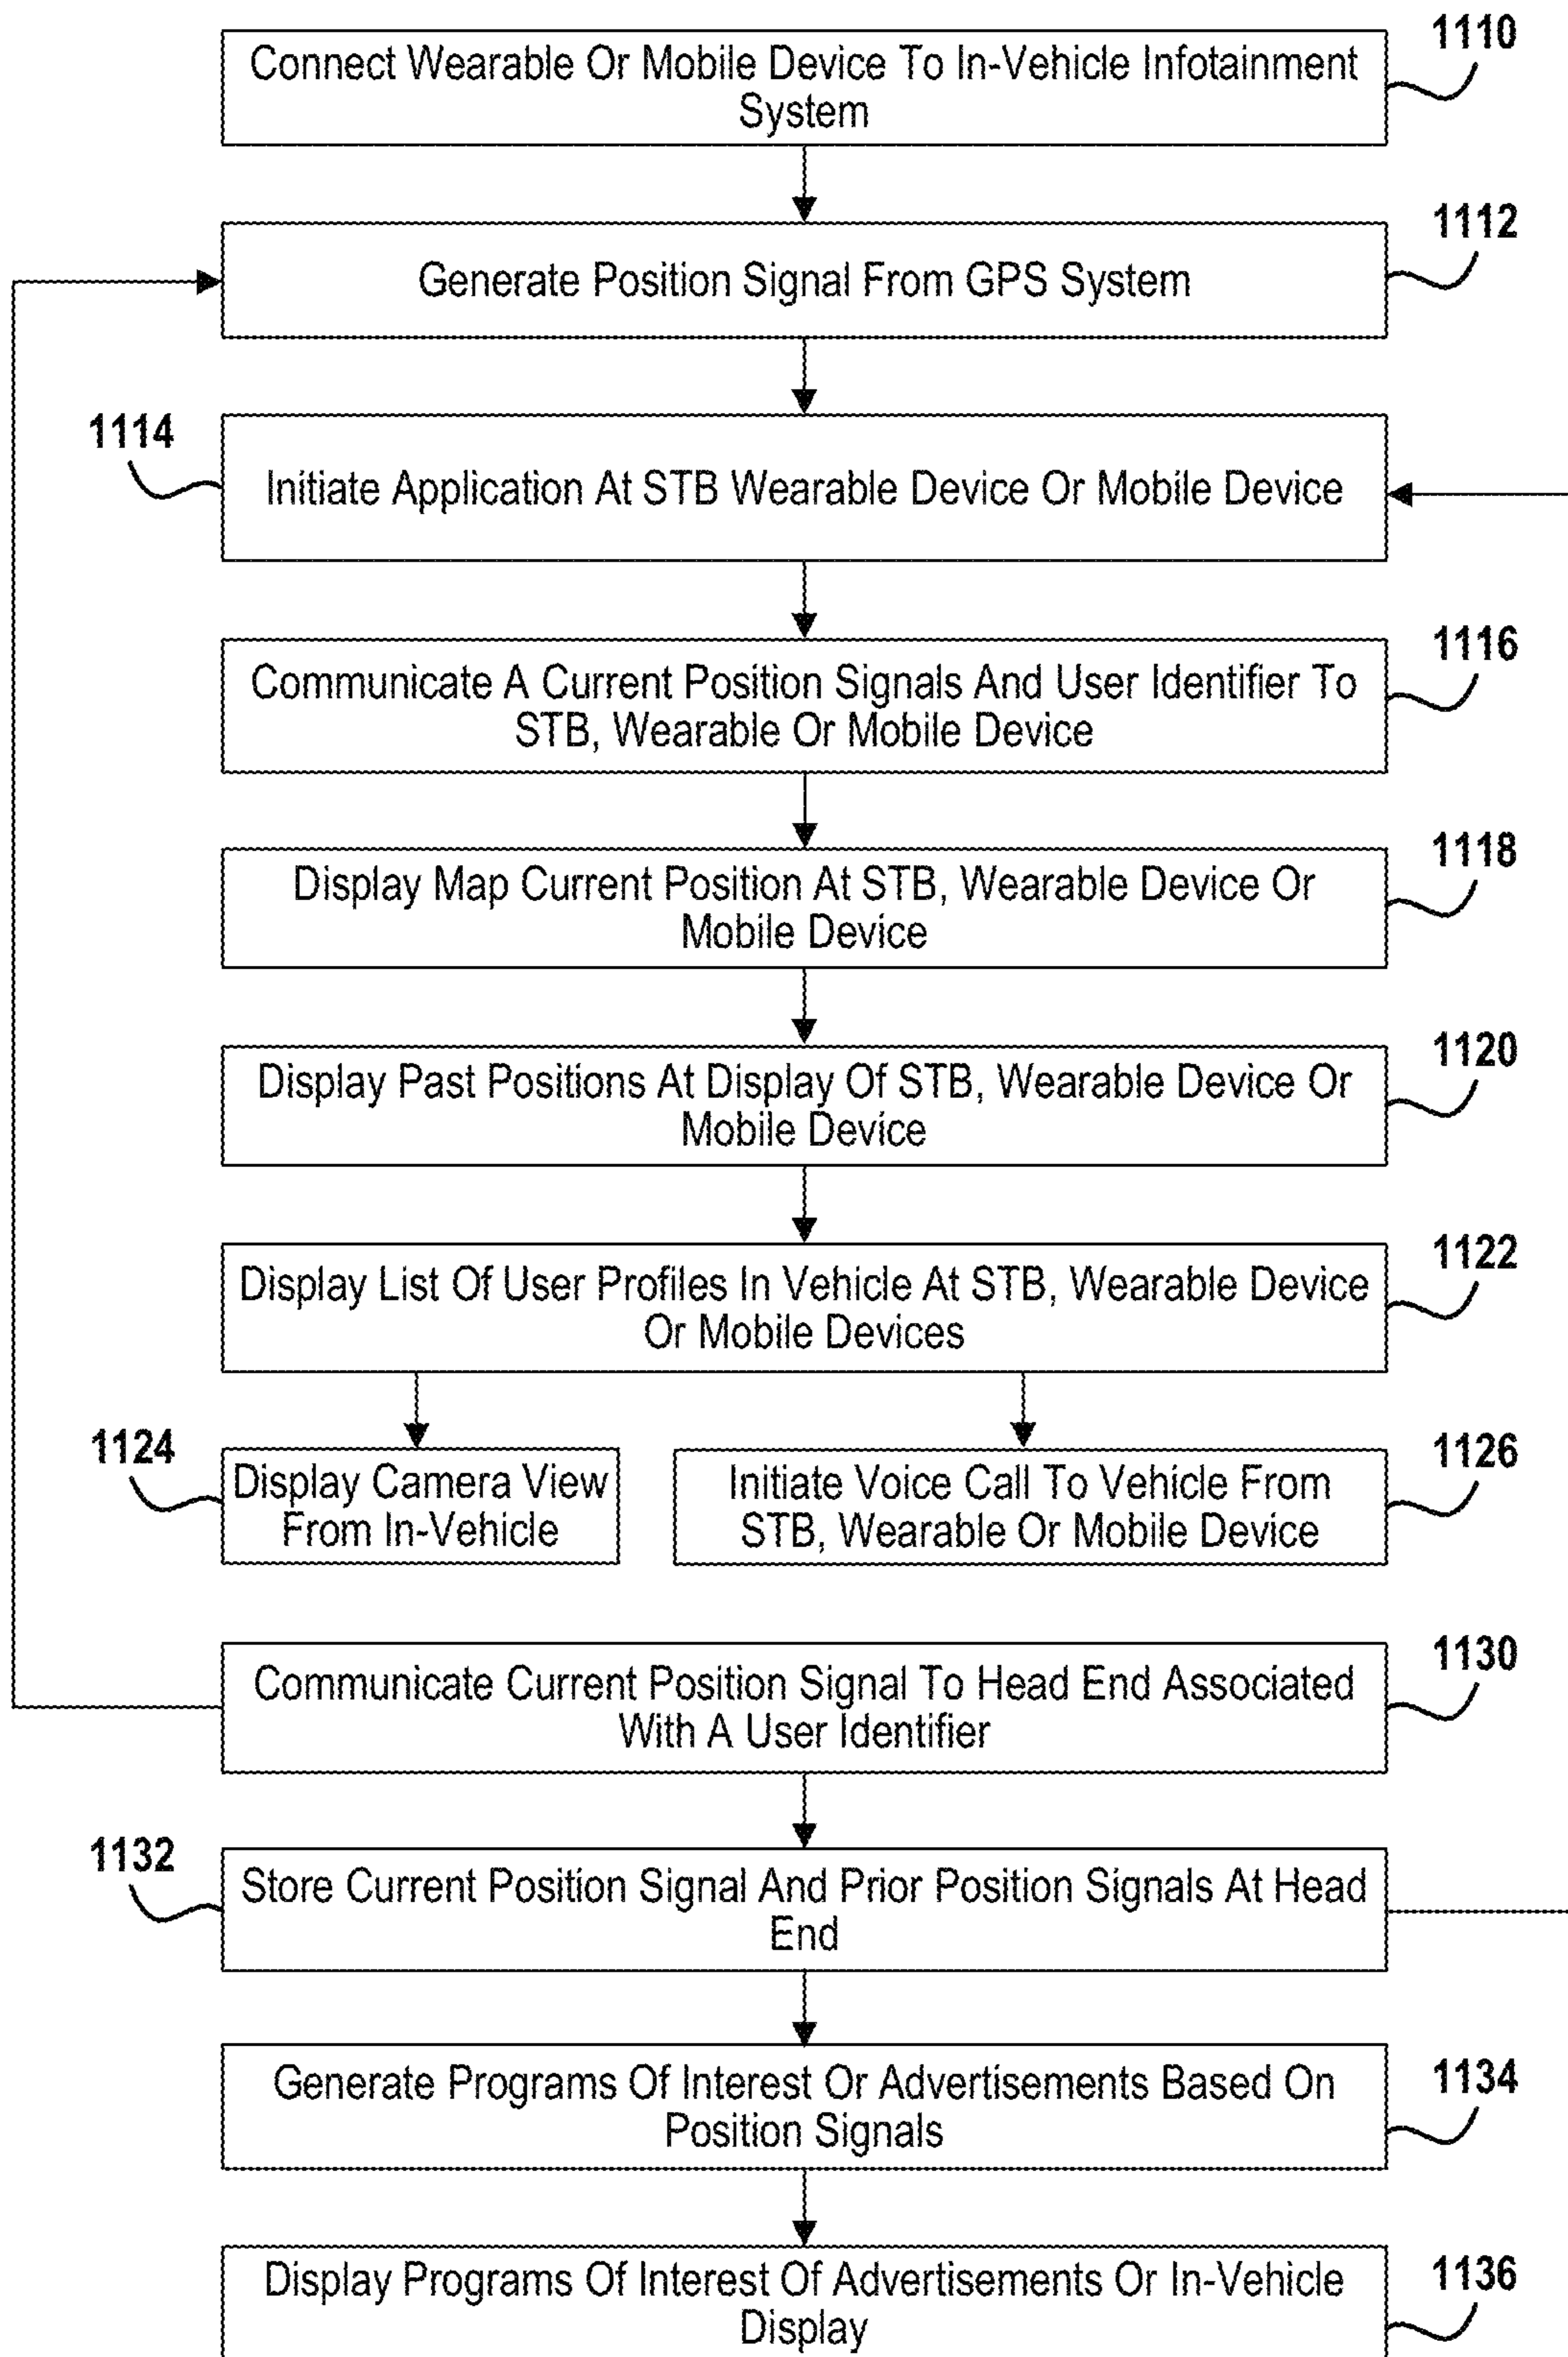 1110
Connect Wearable Or Mobile Device To In-Vehicle Infotainment
System
1112
Generate Position Signal From GPS System
1114
Initiate Application At STB Wearable Device Or Mobile Device
1116
Communicate A Current Position Signals And User Identifier To
STB, Wearable Or Mobile Device
1118
Display Map Current Position At STB, Wearable Device Or
Mobile Device
1120
Display Past Positions At Display Of STB, Wearable Device Or
Mobile Device
1122
Display List Of User Profiles In Vehicle At STB, Wearable Device
Or Mobile Devices
1124
Display Camera View
From In-Vehicle
1126
Initiate Voice Call To Vehicle From
STB, Wearable Or Mobile Device
1130
Communicate Current Position Signal To Head End Associated
With A User Identifier
1132
Store Current Position Signal And Prior Position Signals At Head
End
1134
Generate Programs Of Interest Or Advertisements Based On
Position Signals
1136
Display Programs Of Interest Of Advertisements Or In-Vehicle
Display